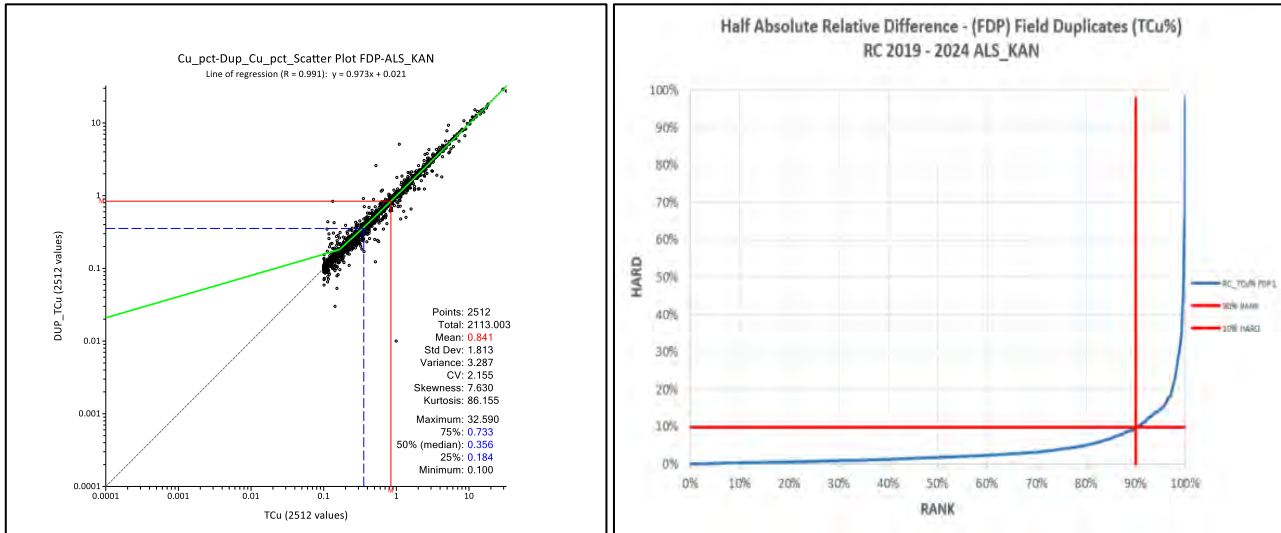 Cu_pct-Dup_Cu_pct_Scatter Plot FDP-ALS_KAN
Line of regression (R = 0.991): y = 0.973x + 0.021
10
1
0.1
0.01
0.001
0.0001
DUP_TCu (2512 values)
Points: 2512
Total: 2113.003
Mean: 0.841
Std Dev: 1.813
Variance: 3.287
CV: 2.155
Skewness: 7.630
Kurtosis: 86.155
Maximum: 32.590
75%: 0.733
50% (median): 0.356
25%: 0.184
Minimum: 0.100
0.0001
0.001
0.01
0.1
1
10
TCu (2512 values)
Half Absolute Relative Difference - (FDP) Field Duplicates (TCu%)
RC 2019 - 2024 ALS_KAN
100%
90%
80%
70%
60%
50%
40%
30%
20%
10%
0%
HARD
0%
10%
20%
30%
40%
50%
60%
70%
80%
90%
100%
RANK
RC_TCu% FDP1
90% RANK
10% HARD